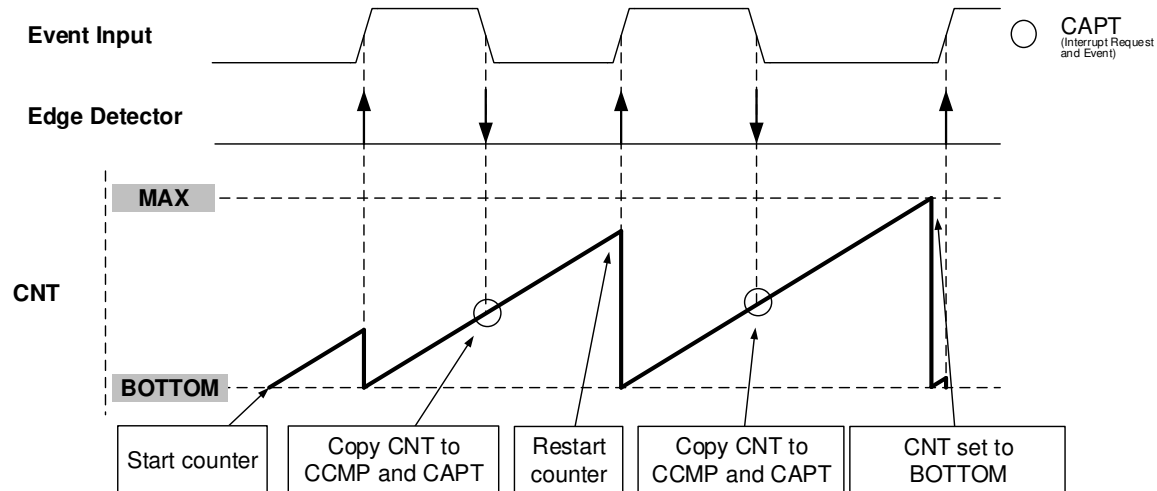 Event Input
CAPT
(Interrupt Request
and Event)
Edge Detector
MAX
CNT
BOTTOM
Start counter
Copy CNT to
CCMP and CAPT
Restart
counter
Copy CNT to
CCMP and CAPT
CNT set to
BOTTOM